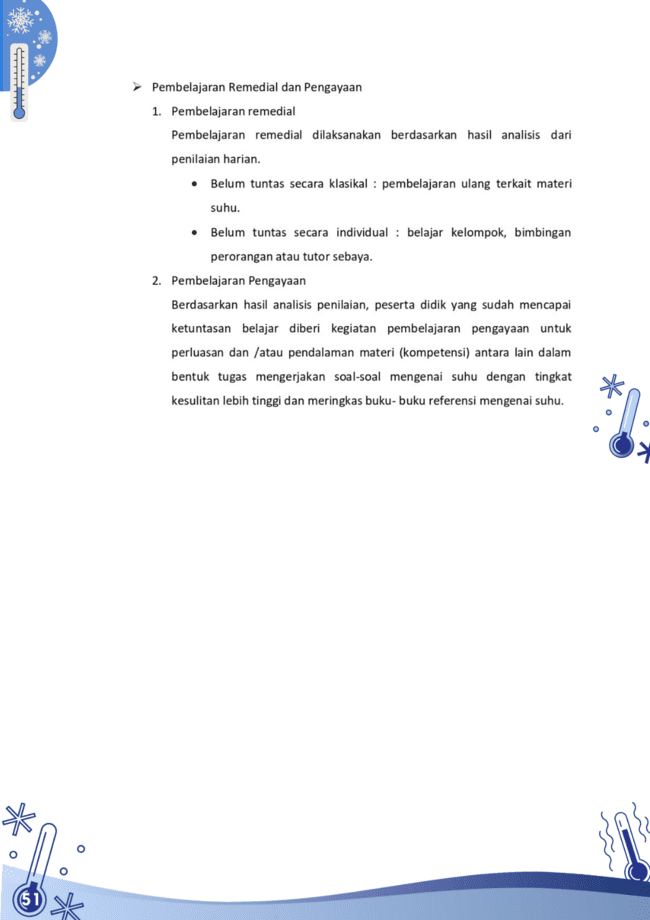 ➢ Pembelajaran Remedial dan Pengayaan
1. Pembelajaran remedial
Pembelajaran remedial dilaksanakan berdasarkan hasil analisis dari
penilaian harian.
• Belum tuntas secara klasikal : pembelajaran ulang terkait materi
suhu.
• Belum tuntas secara individual : belajar kelompok, bimbingan
perorangan atau tutor sebaya.
2. Pembelajaran Pengayaan
Berdasarkan hasil analisis penilaian, peserta didik yang sudah mencapai
ketuntasan belajar diberi kegiatan pembelajaran pengayaan untuk
perluasan dan /atau pendalaman materi (kompetensi) antara lain dalam
bentuk tugas mengerjakan soal-soal mengenai suhu dengan tingkat
kesulitan lebih tinggi dan meringkas buku- buku referensi mengenai suhu.
51